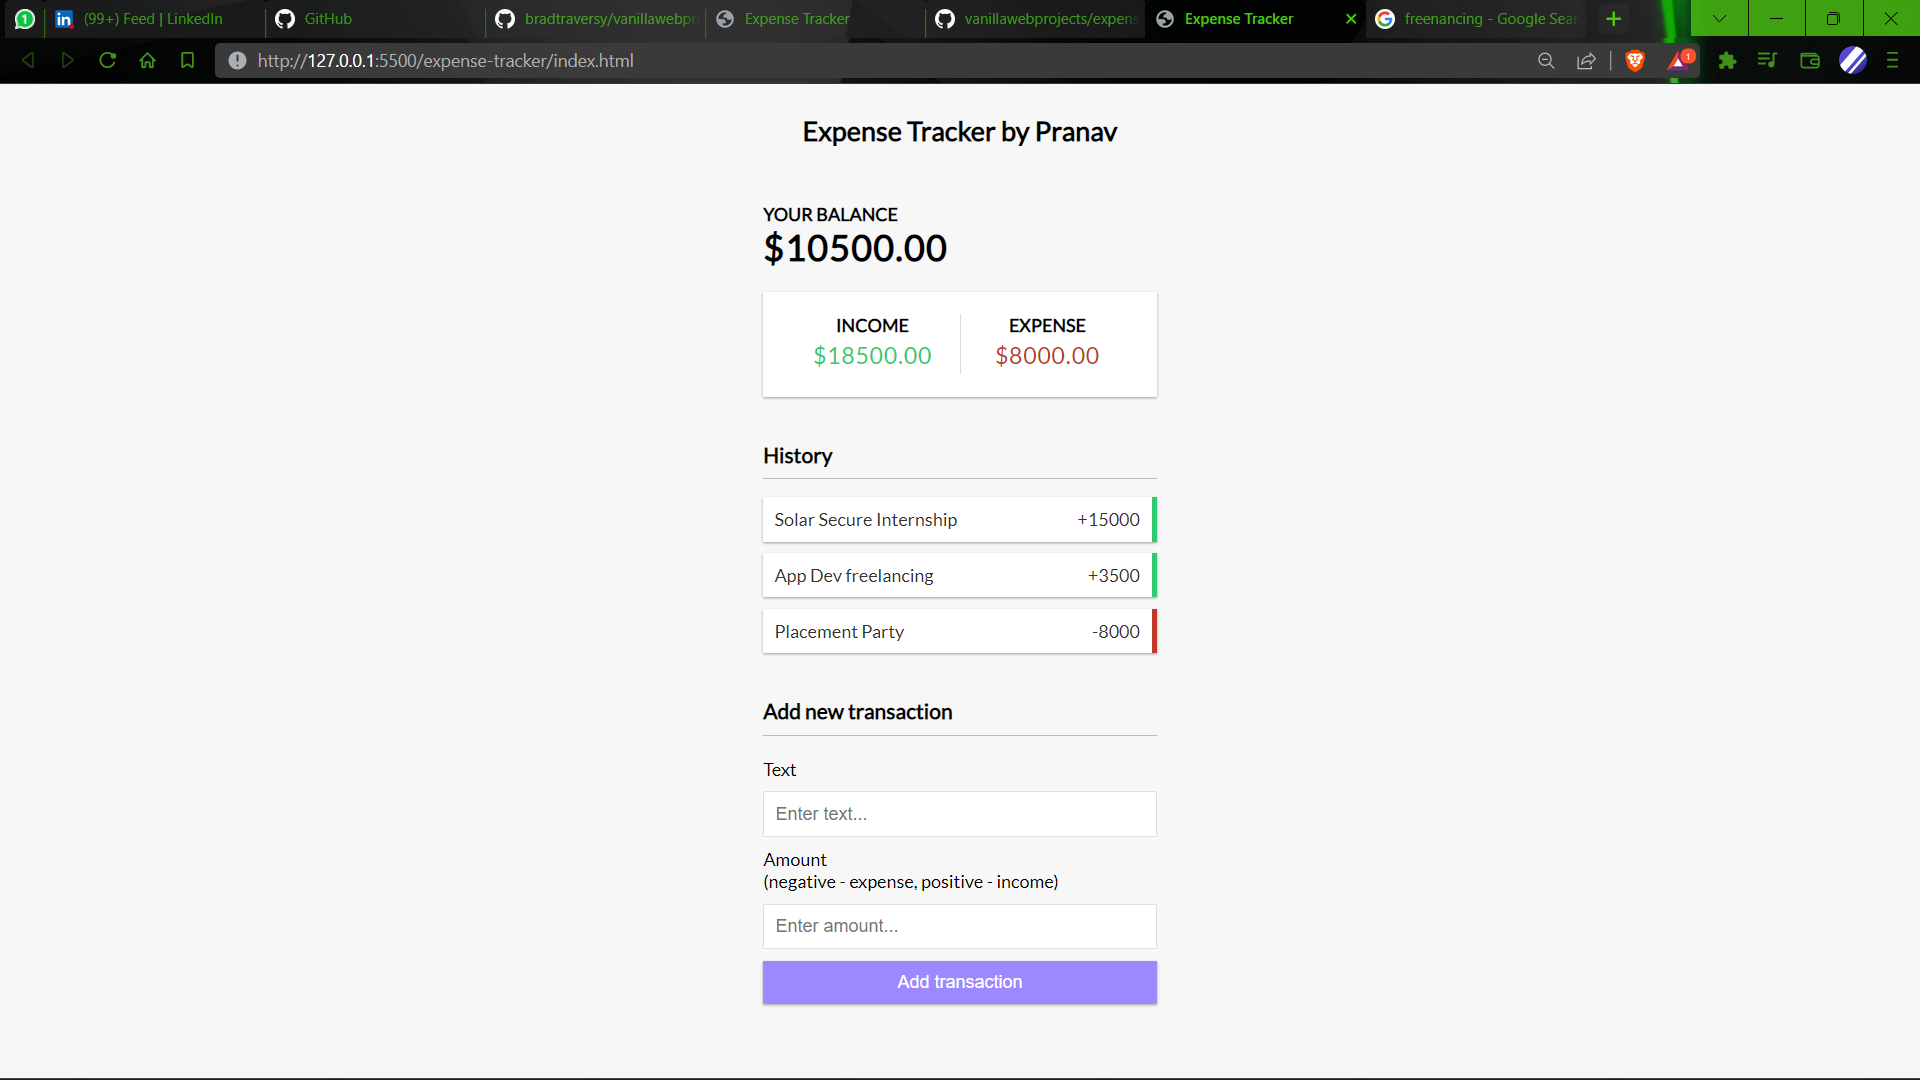 1
(99+) Feed | LinkedIn
GitHub
bradtraversy/vanillawebpr
Expense Tracker
vanillawebprojects/expens
Expense Tracker
freenancing - Google Sear
http://127.0.0.1:5500/expense-tracker/index.html
1
Expense Tracker by Pranav
YOUR BALANCE
$10500.00
INCOME
$18500.00
EXPENSE
$8000.00
History
Solar Secure Internship +15000
App Dev freelancing +3500
Placement Party -8000
Add new transaction
Text
Enter text...
Amount
(negative - expense, positive - income)
Enter amount...
Add transaction